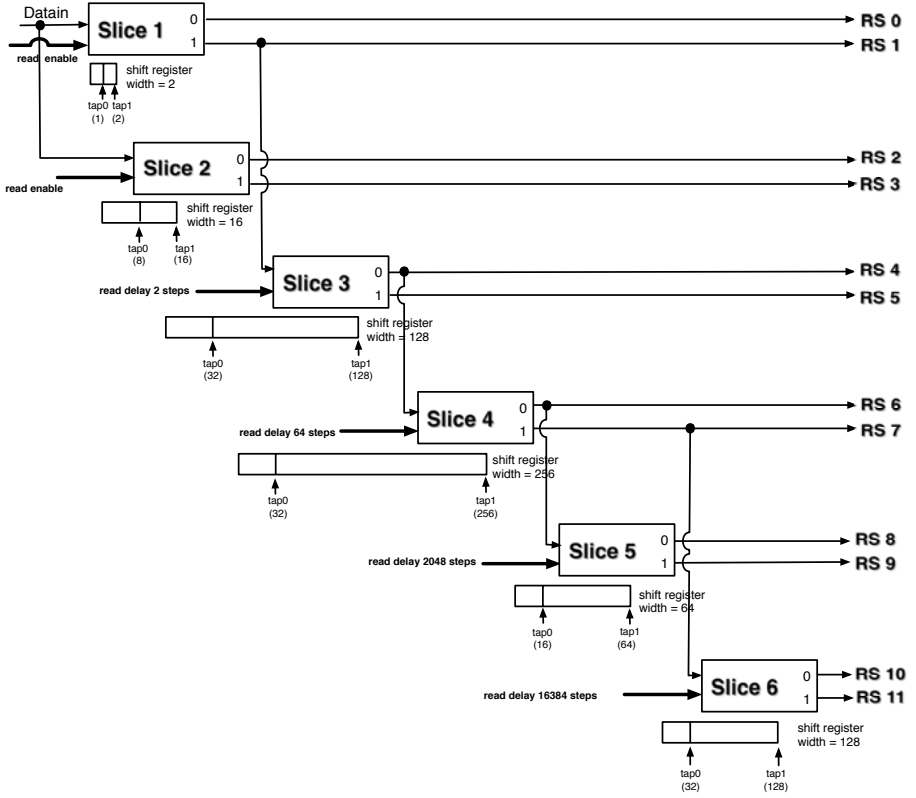 Datain
Slice 1
0
1
RS 0
RS 1
read enable
shift register
width = 2
tap0 tap1
(1) (2)
Slice 2
0
1
RS 2
RS 3
read enable
shift register
width = 16
tap0 tap1
(8) (16)
Slice 3
0
1
RS 4
RS 5
read delay 2 steps
shift register
width = 128
tap0 tap1
(32) (128)
Slice 4
0
1
RS 6
RS 7
read delay 64 steps
shift register
width = 256
tap0 tap1
(32) (256)
Slice 5
0
1
RS 8
RS 9
read delay 2048 steps
shift register
width = 64
tap0 tap1
(16) (64)
Slice 6
0
1
RS 10
RS 11
read delay 16384 steps
shift register
width = 128
tap0 tap1
(32) (128)